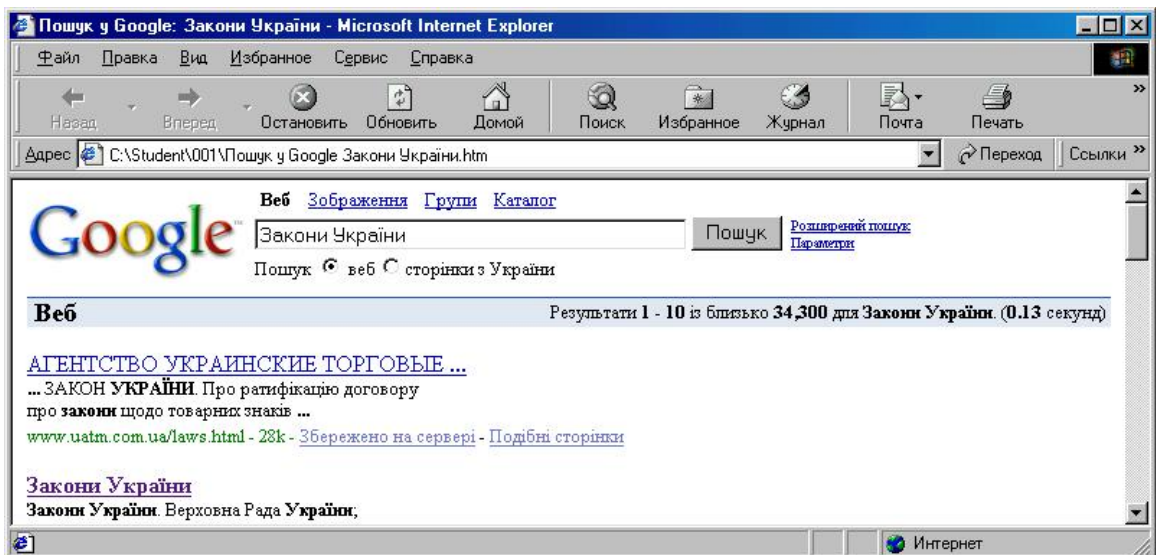 Пошук у Google: Закони України - Microsoft Internet Explorer
Файл Правка Вид Избранное Сервис Справка
Назад Вперед Остановить Обновить Домой Поиск Избранное Журнал Почта Печать »
Адрес C:\Student\001\Пошук у Google Закони України.htm Переход Ссылки »
Веб Зображення Групи Каталог
Google™ Закони України Пошук Розширений пошук
Параметри
Пошук веб сторінки з України
Веб Результати 1 - 10 із близько 34,300 для Закони України. (0.13 секунд)
АГЕНТСТВО УКРАИНСКИЕ ТОРГОВЫЕ ...
... ЗАКОН УКРАЇНИ. Про ратифікацію договору
про закони щодо товарних знаків ...
www.uatm.com.ua/laws.html - 28k - Збережено на сервері - Подібні сторінки
Закони України
Закони України. Верховна Рада України;
Интернет